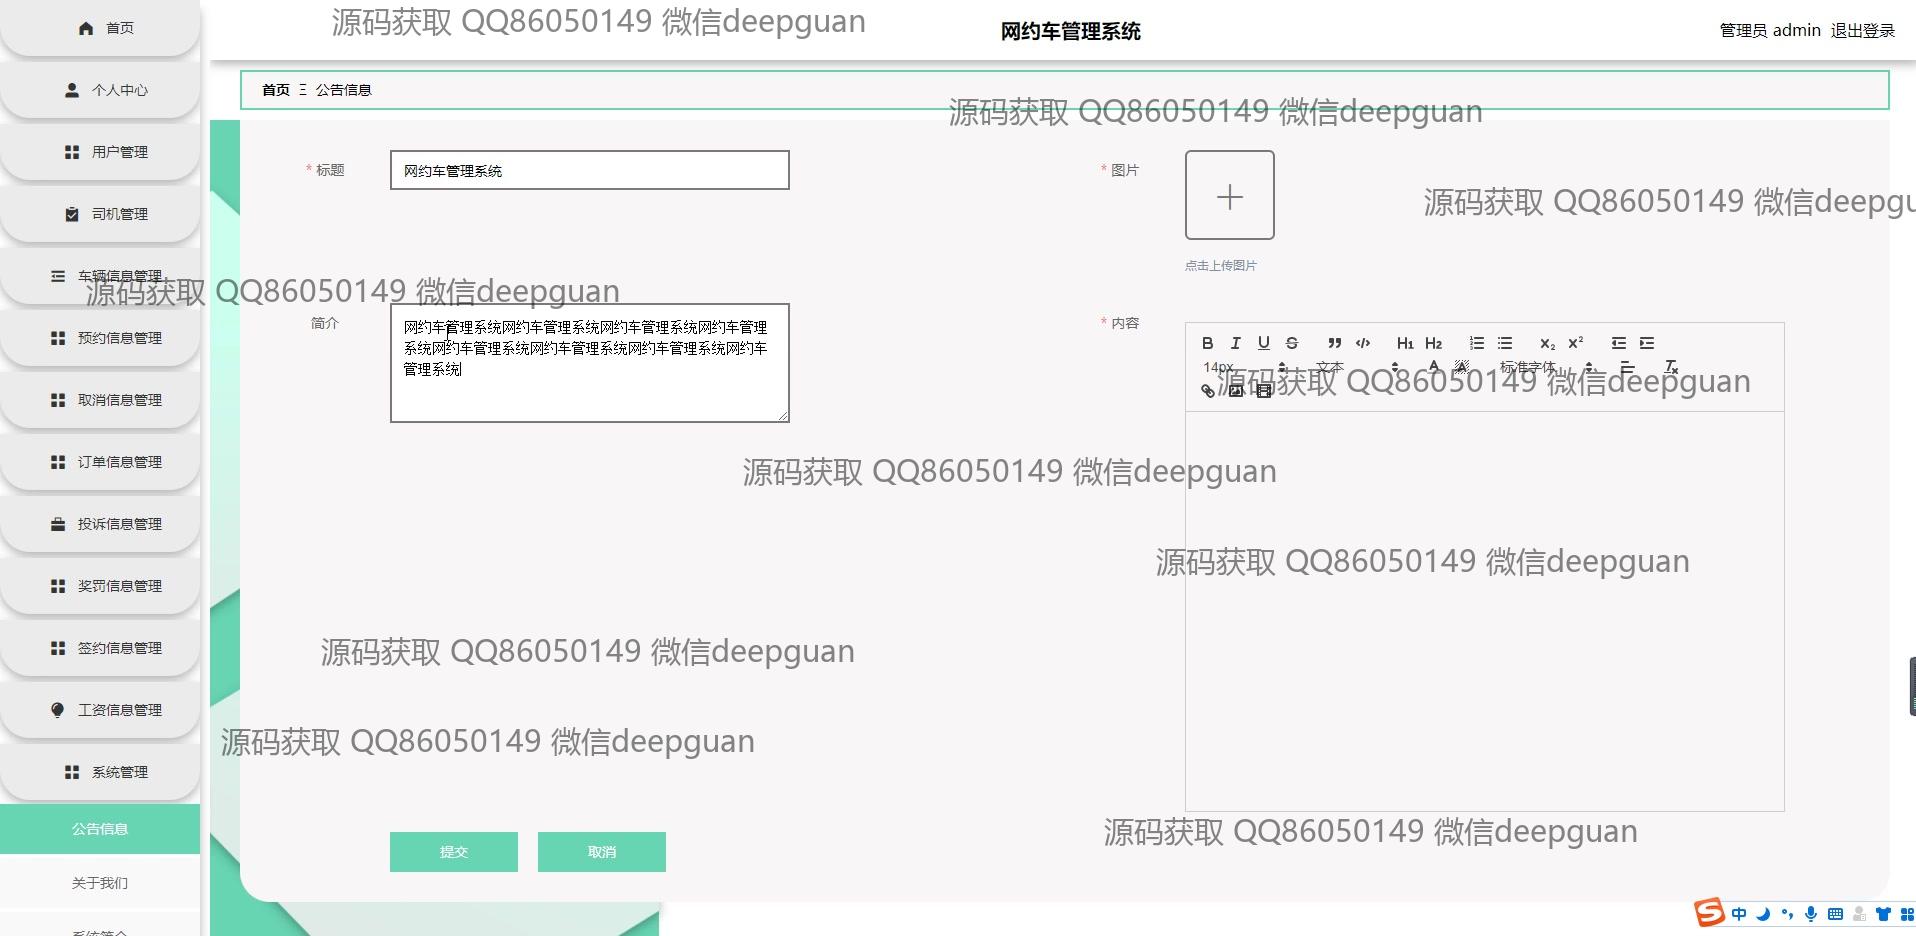 首页
个人中心
用户管理
司机管理
车辆信息管理
预约信息管理
取消信息管理
订单信息管理
投诉信息管理
奖罚信息管理
签约信息管理
工资信息管理
系统管理
公告信息
关于我们
系统简介
网约车管理系统
管理员 admin 退出登录
首页 Ξ 公告信息
* 标题
网约车管理系统
* 图片
点击上传图片
简介
网约车管理系统网约车管理系统网约车管理系统网约车管理
系统网约车管理系统网约车管理系统网约车管理系统网约车
管理系统
* 内容
B I U S H1 H2 X₂ X²
14px 文本 A 标准字体
提交
取消
源码获取 QQ86050149 微信deepguan
源码获取 QQ86050149 微信deepguan
源码获取 QQ86050149 微信deepgu
源码获取 QQ86050149 微信deepguan
源码获取 QQ86050149 微信deepguan
源码获取 QQ86050149 微信deepguan
源码获取 QQ86050149 微信deepguan
源码获取 QQ86050149 微信deepguan
源码获取 QQ86050149 微信deepguan
源码获取 QQ86050149 微信deepguan
S 中